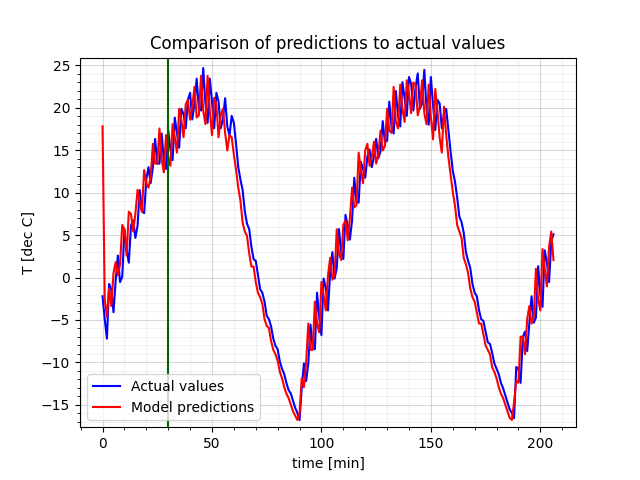 Comparison of predictions to actual values
T [dec C]
25
20
15
10
5
0
−5
−10
−15
Actual values
Model predictions
0
50
100
150
200
time [min]